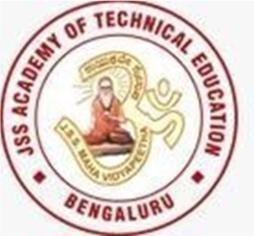 JSS ACADEMY OF TECHNICAL EDUCATION
J.S.S. MAHA VIDYAPEETHA
BENGALURU